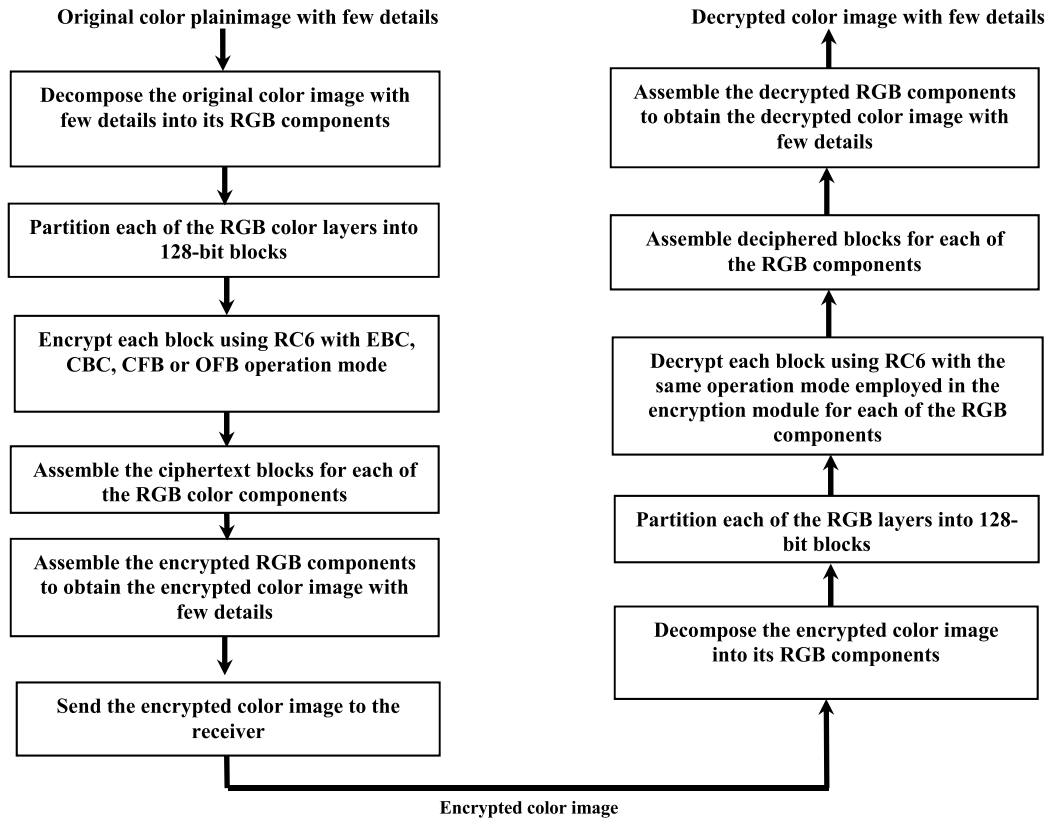 Original color plainimage with few details
Decompose the original color image with
few details into its RGB components
Partition each of the RGB color layers into
128-bit blocks
Encrypt each block using RC6 with EBC,
CBC, CFB or OFB operation mode
Assemble the ciphertext blocks for each of
the RGB color components
Assemble the encrypted RGB components
to obtain the encrypted color image with
few details
Send the encrypted color image to the
receiver
Encrypted color image
Decrypted color image with few details
Assemble the decrypted RGB components
to obtain the decrypted color image with
few details
Assemble deciphered blocks for each of
the RGB components
Decrypt each block using RC6 with the
same operation mode employed in the
encryption module for each of the RGB
components
Partition each of the RGB layers into 128-
bit blocks
Decompose the encrypted color image
into its RGB components